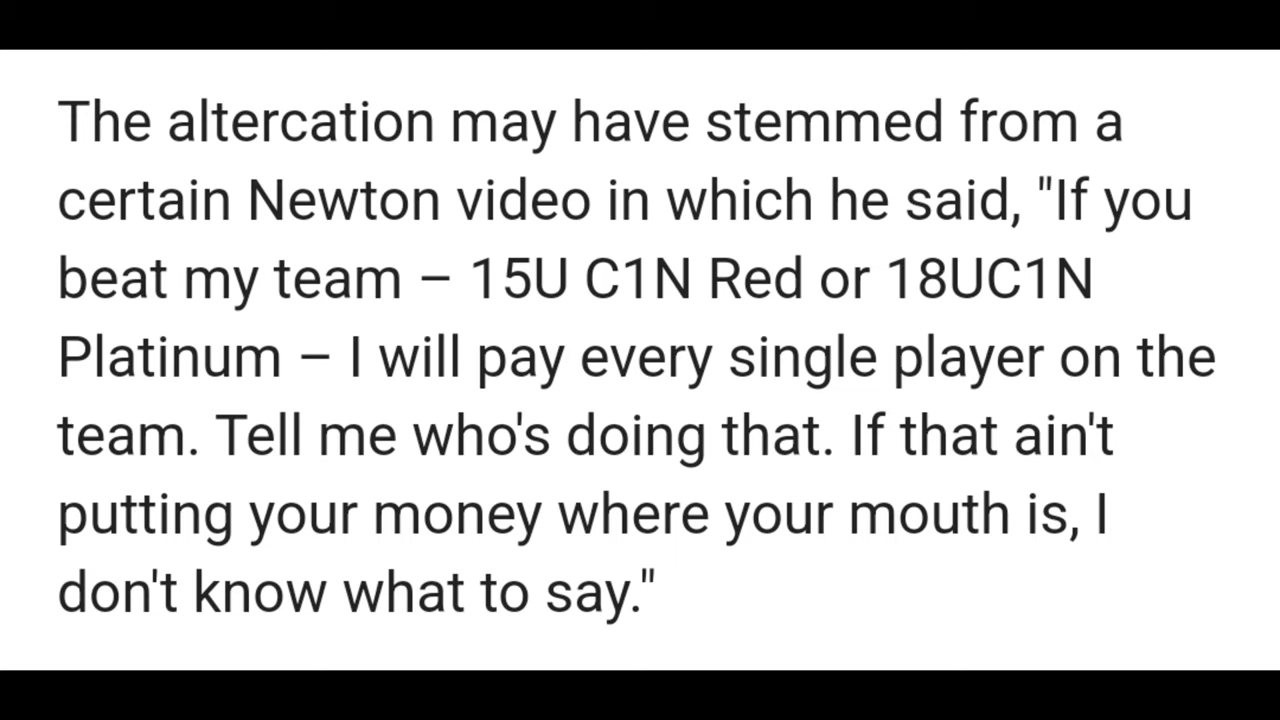 The altercation may have stemmed from a
certain Newton video in which he said, "If you
beat my team – 15U C1N Red or 18UC1N
Platinum – I will pay every single player on the
team. Tell me who's doing that. If that ain't
putting your money where your mouth is, I
don't know what to say."